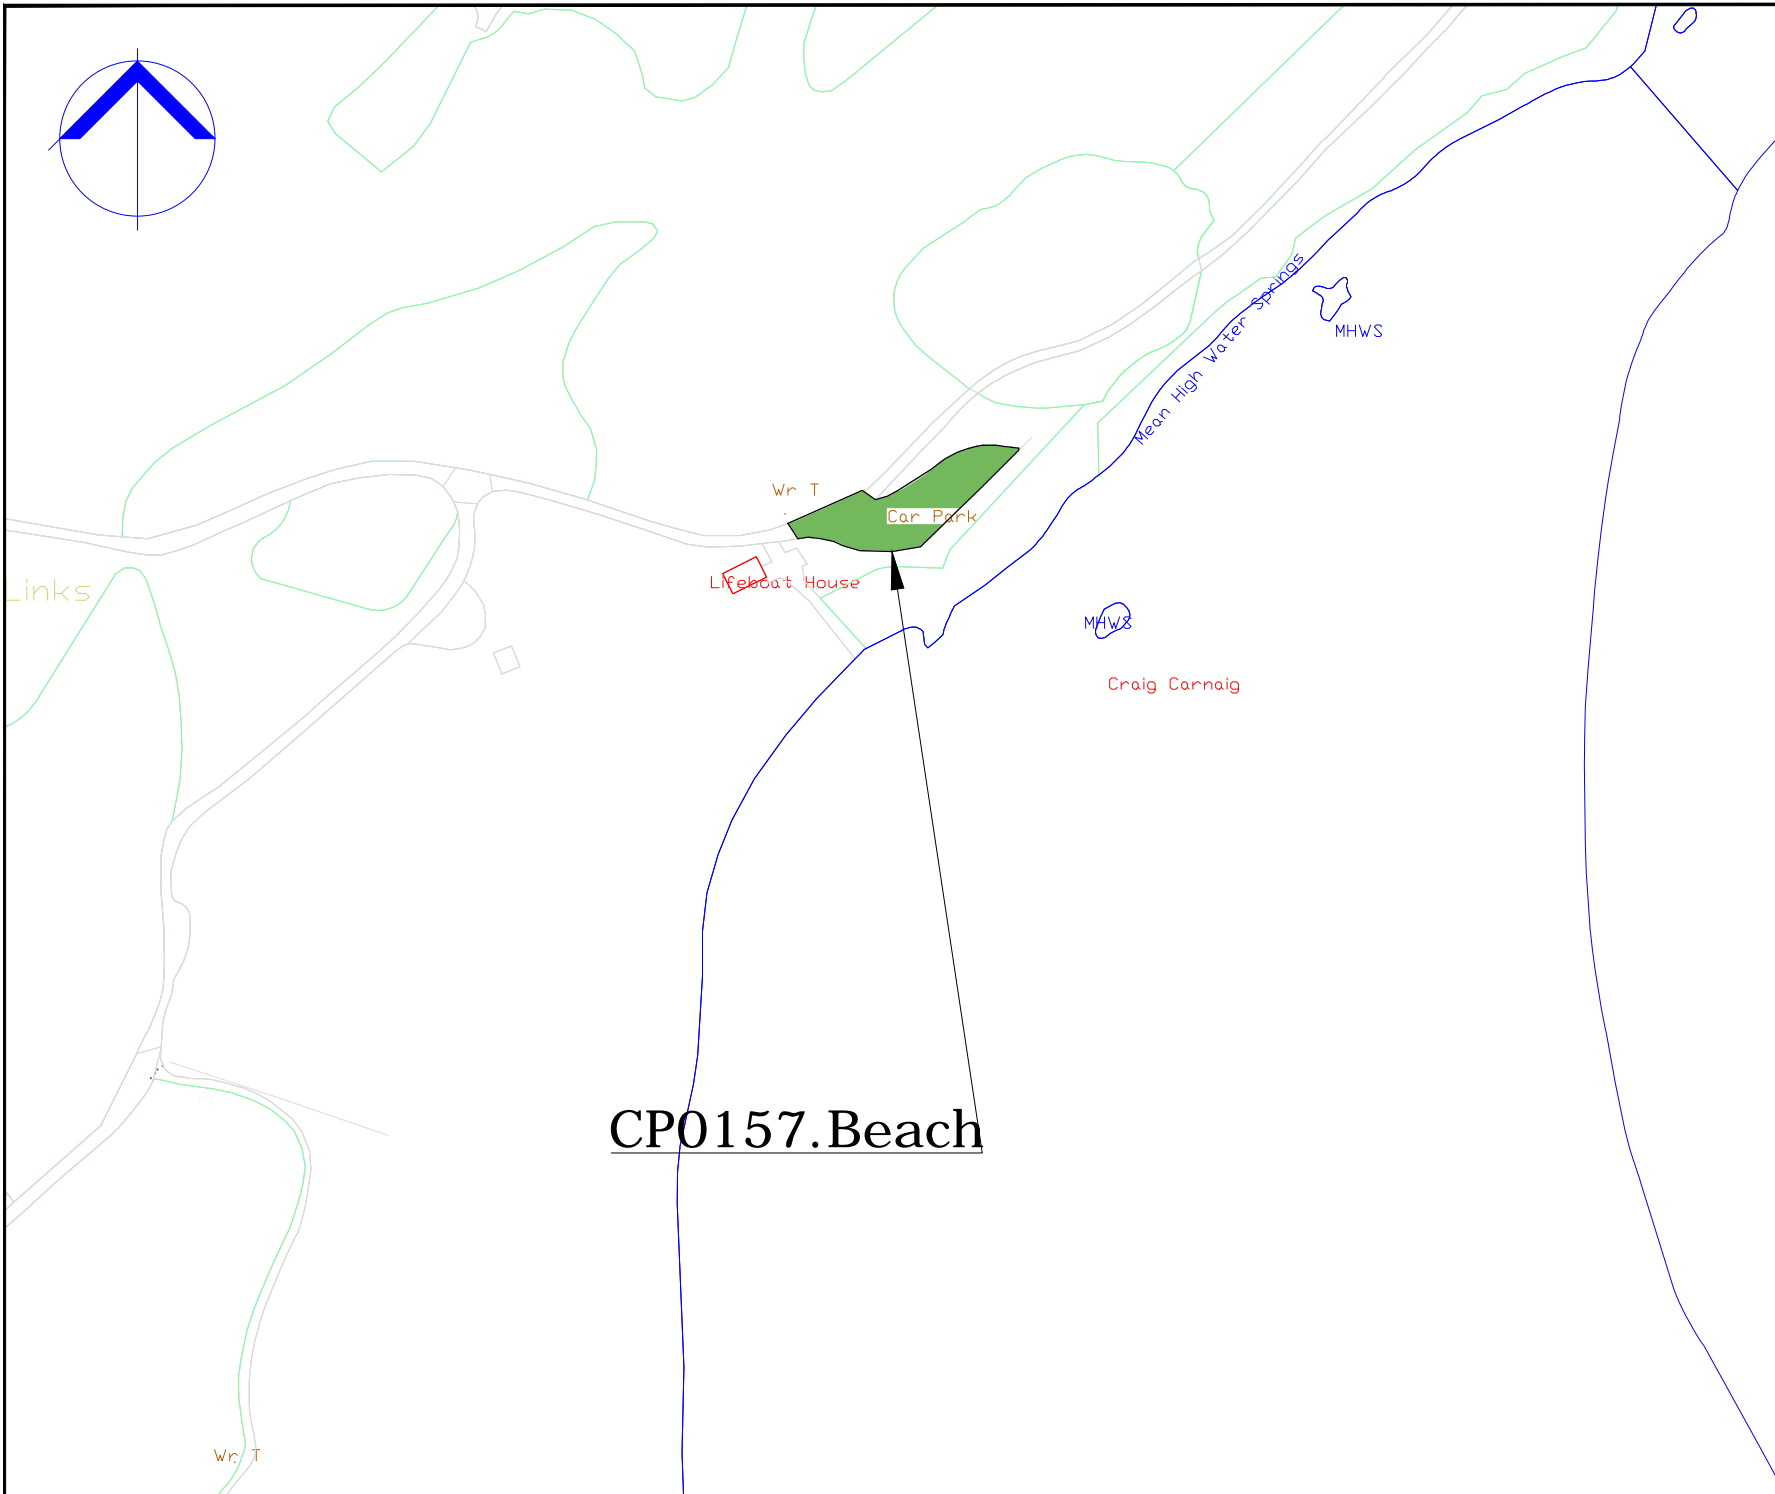 Mean High Water Springs
MHWS
Wr T
Car Park
Lifeboat House
Links
MHWS
Craig Carnaig
CP0157.Beach
Wr T